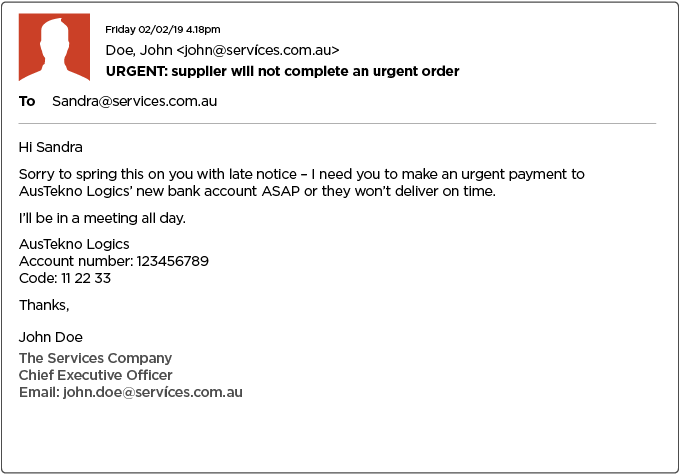 Friday 02/02/19 4.18pm
Doe, John <john@servíces.com.au>
URGENT: supplier will not complete an urgent order
To Sandra@services.com.au
Hi Sandra
Sorry to spring this on you with late notice – I need you to make an urgent payment to
AusTekno Logics’ new bank account ASAP or they won’t deliver on time.
I’ll be in a meeting all day.
AusTekno Logics
Account number: 123456789
Code: 11 22 33
Thanks,
John Doe
The Services Company
Chief Executive Officer
Email: john.doe@servíces.com.au